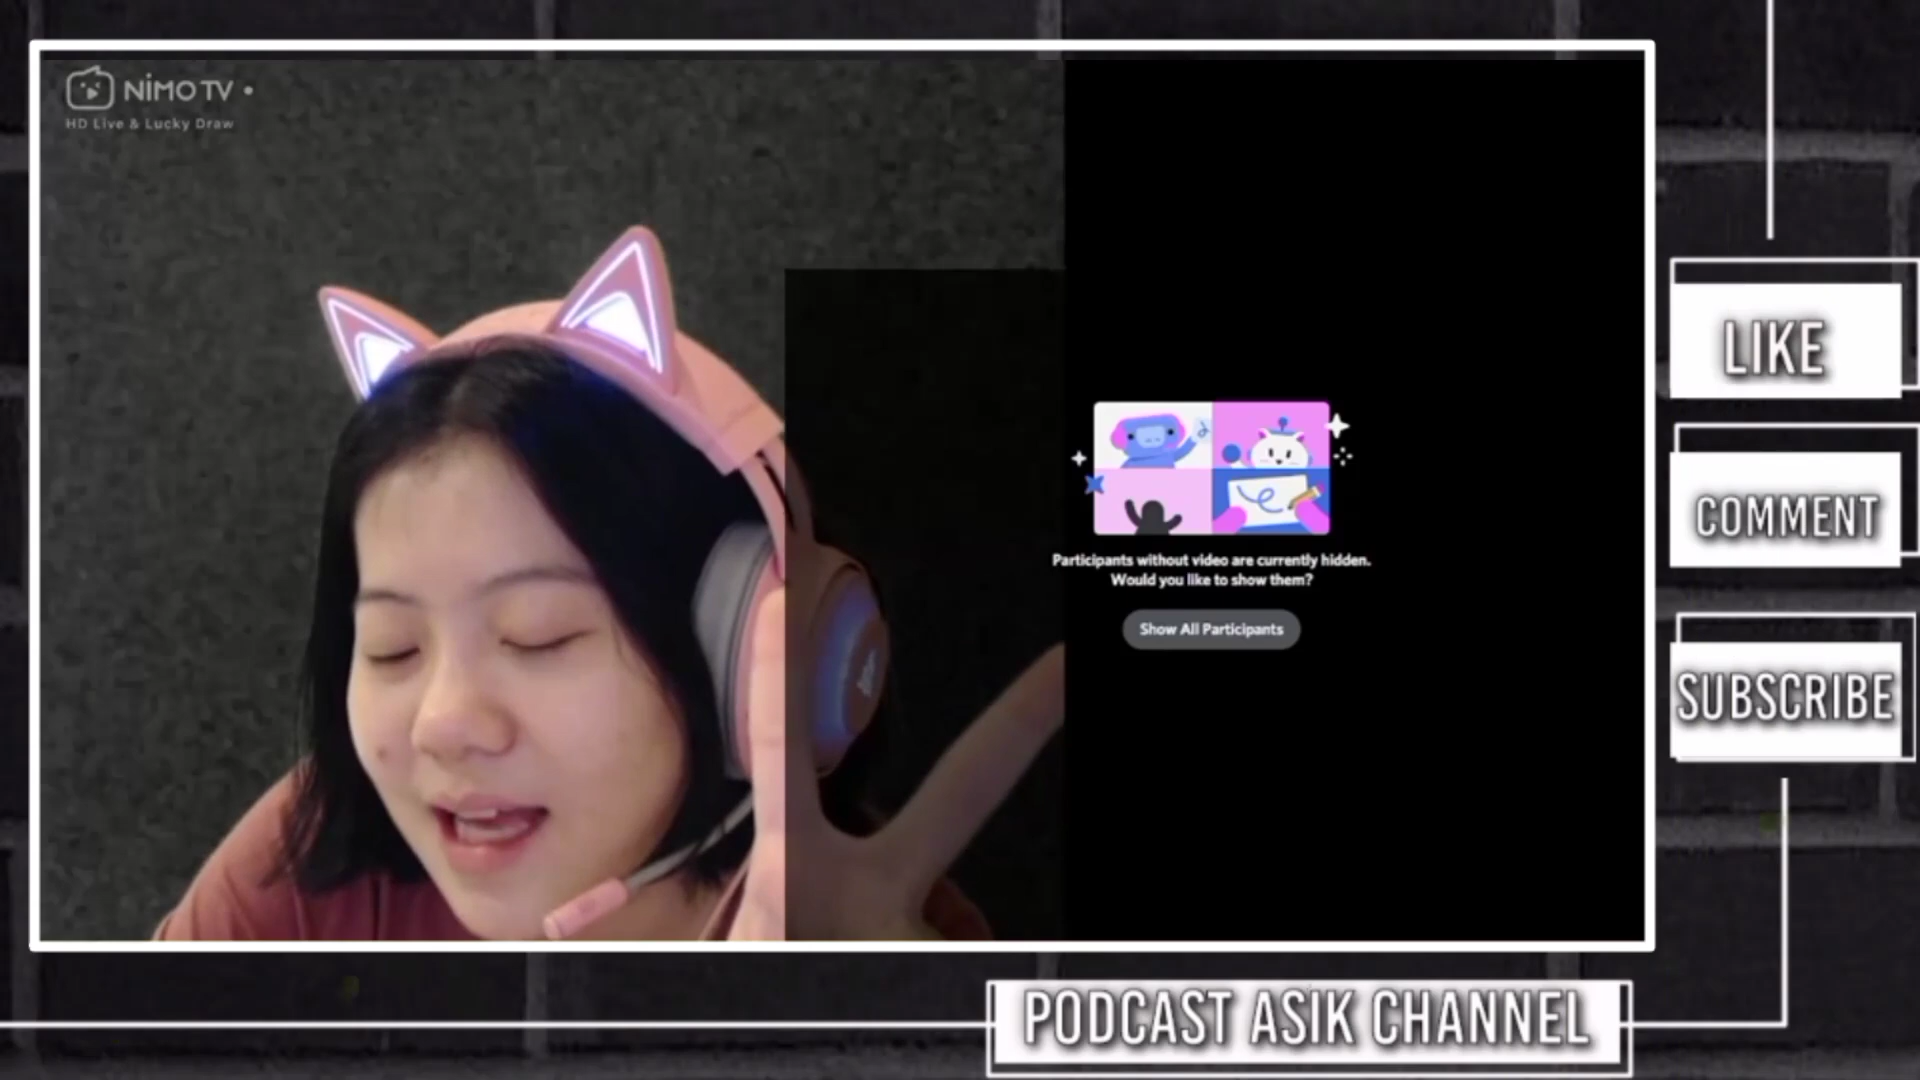 NiMO TV
HD Live & Lucky Draw
Participants without video are currently hidden.
Would you like to show them?
Show All Participants
LIKE
COMMENT
SUBSCRIBE
PODCAST ASIK CHANNEL